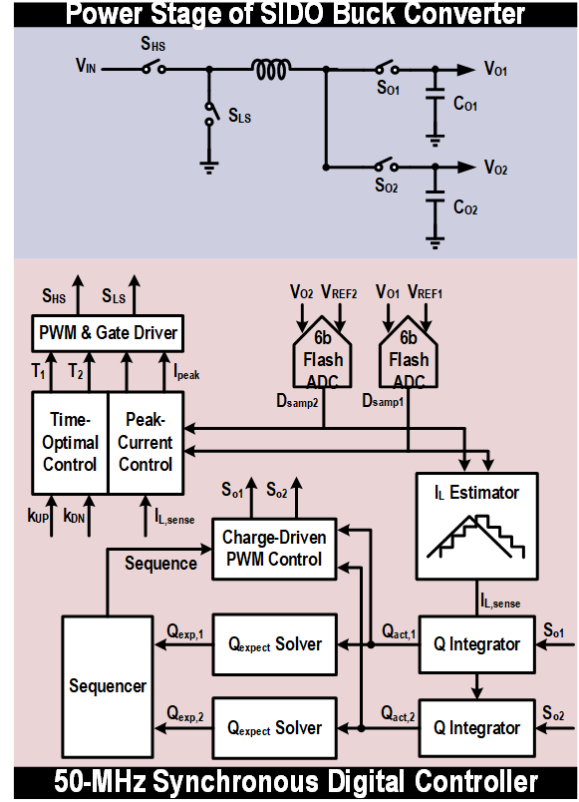 Power Stage of SIDO Buck Converter
SHS
VIN
SLS
SO1
VO1
CO1
SO2
VO2
CO2
SHS SLS
PWM & Gate Driver
T1 T2 Ipeak
Time-Optimal Control
Peak-Current Control
kUP kDN IL,sense
VO2 VREF2 VO1 VREF1
6b Flash ADC
6b Flash ADC
Dsamp2 Dsamp1
IL Estimator
So1 So2
Charge-Driven PWM Control
Sequence
IL,sense
Sequencer
Qexp,1
Qexpect Solver
Qact,1
Q Integrator
So1
Qexp,2
Qexpect Solver
Qact,2
Q Integrator
So2
50-MHz Synchronous Digital Controller